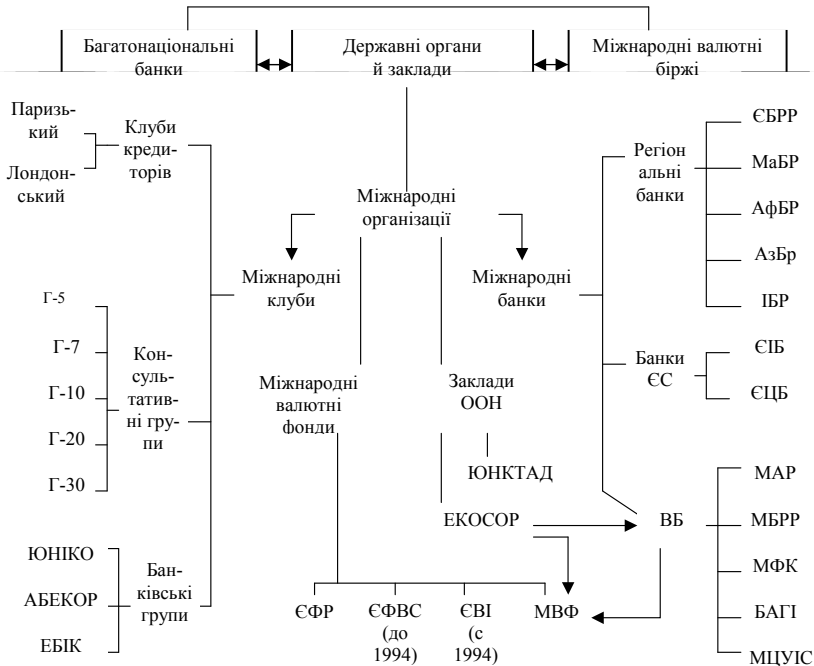 Багатонаціональні
банки
Державні органи
й заклади
Міжнародні валютні
біржі
Паризь-
кий
Лондон-
ський
Клуби
креди-
торів
Міжнародні
організації
Регіон
альні
банки
ЄБРР
МаБР
АфБР
АзБр
ІБР
Міжнародні
клуби
Міжнародні
банки
Г-5
Г-7
Г-10
Г-20
Г-30
Кон-
суль-
татив-
ні гру-
пи
Міжнародні
валютні
фонди
Заклади
ООН
Банки
ЄС
ЄІБ
ЄЦБ
ЮНКТАД
ЕКОСОР
ВБ
МАР
МБРР
МФК
БАГІ
МЦУІС
ЮНІКО
АБЕКОР
ЕБІК
Бан-
ківські
групи
ЄФР
ЄФВС
(до
1994)
ЄВІ
(с
1994)
МВФ